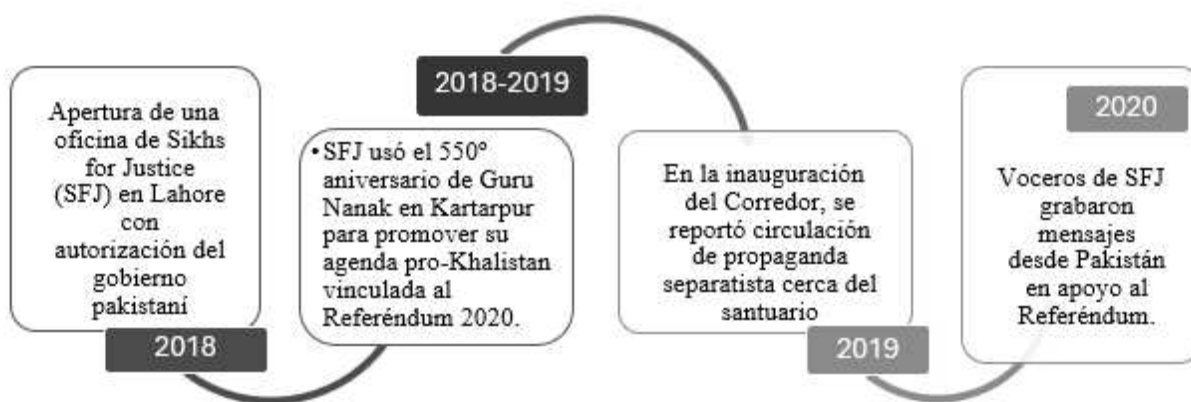 Apertura de una
oficina de Sikhs
for Justice
(SFJ) en Lahore
con
autorización del
gobierno
pakistaní
2018
2018-2019
• SFJ usó el 550º
aniversario de Guru
Nanak en Kartarpur
para promover su
agenda pro-Khalistan
vinculada al
Referéndum 2020.
En la inauguración
del Corredor, se
reportó circulación
de propaganda
separatista cerca del
santuario
2019
2020
Voceros de SFJ
grabaron
mensajes
desde Pakistán
en apoyo al
Referéndum.